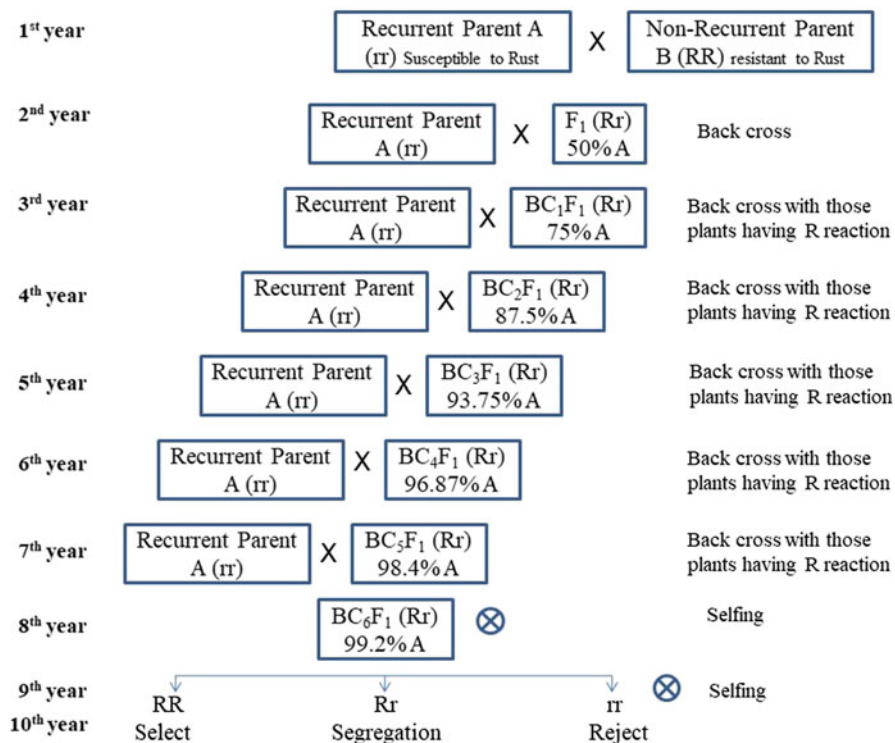 1st year
Recurrent Parent A
(rr) Susceptible to Rust
X
Non-Recurrent Parent
B (RR) resistant to Rust
2nd year
Recurrent Parent
A (rr)
X
F1 (Rr)
50% A
Back cross
3rd year
Recurrent Parent
A (rr)
X
BC1F1 (Rr)
75% A
Back cross with those
plants having R reaction
4th year
Recurrent Parent
A (rr)
X
BC2F1 (Rr)
87.5% A
Back cross with those
plants having R reaction
5th year
Recurrent Parent
A (rr)
X
BC3F1 (Rr)
93.75% A
Back cross with those
plants having R reaction
6th year
Recurrent Parent
A (rr)
X
BC4F1 (Rr)
96.87% A
Back cross with those
plants having R reaction
7th year
Recurrent Parent
A (rr)
X
BC5F1 (Rr)
98.4% A
Back cross with those
plants having R reaction
8th year
BC6F1 (Rr)
99.2% A
Selfing
9th year
RR
Rr
rr
Selfing
10th year
Select
Segregation
Reject